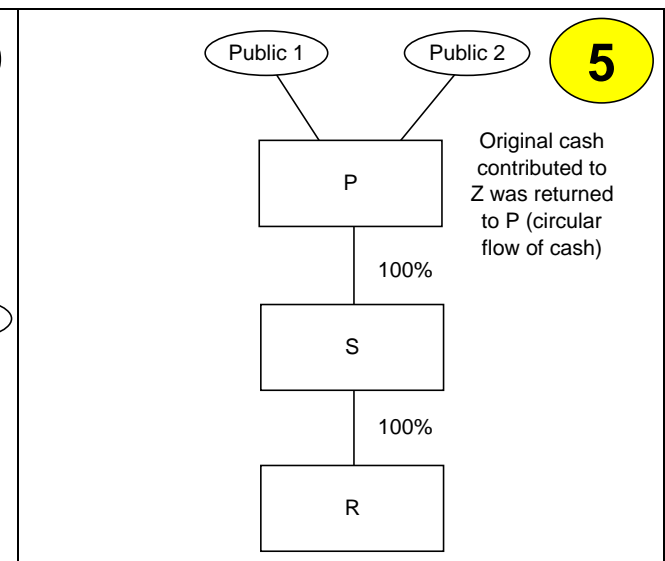 Public 1
Public 2
5
Original cash
contributed to
Z was returned
to P (circular
flow of cash)
P
100%
S
100%
R